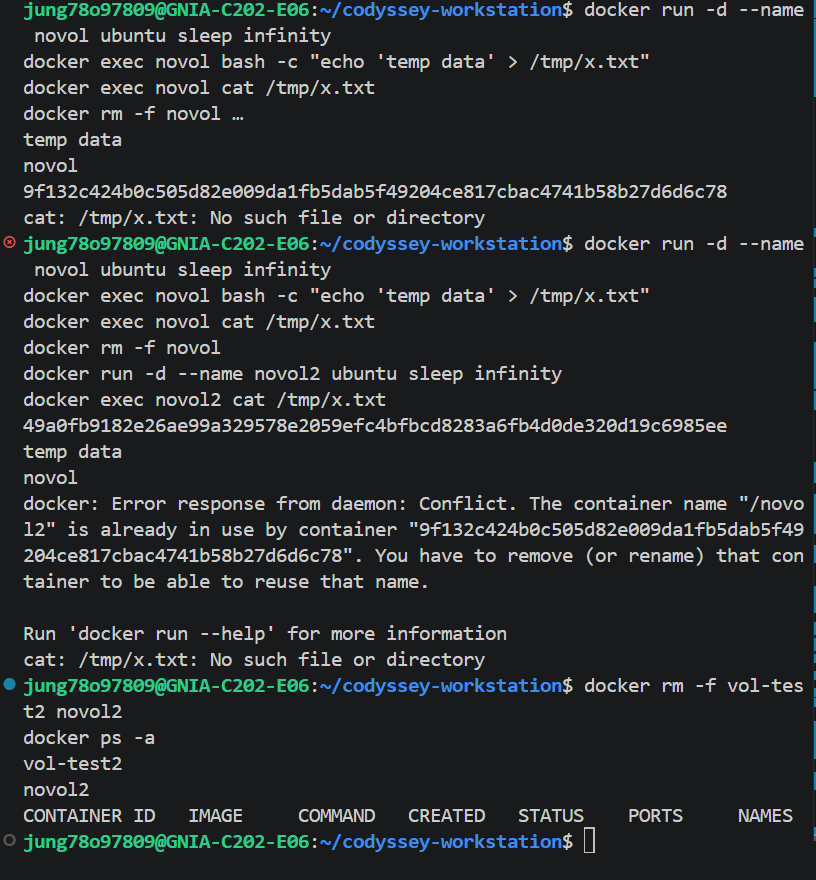 jung78o97809@GNIA-C202-E06:~/codyssey-workstation$ docker run -d --name
 novol ubuntu sleep infinity
docker exec novol bash -c "echo 'temp data' > /tmp/x.txt"
docker exec novol cat /tmp/x.txt
docker rm -f novol …
temp data
novol
9f132c424b0c505d82e009da1fb5dab5f49204ce817cbac4741b58b27d6d6c78
cat: /tmp/x.txt: No such file or directory
jung78o97809@GNIA-C202-E06:~/codyssey-workstation$ docker run -d --name
 novol ubuntu sleep infinity
docker exec novol bash -c "echo 'temp data' > /tmp/x.txt"
docker exec novol cat /tmp/x.txt
docker rm -f novol
docker run -d --name novol2 ubuntu sleep infinity
docker exec novol2 cat /tmp/x.txt
49a0fb9182e26ae99a329578e2059efc4bfbcd8283a6fb4d0de320d19c6985ee
temp data
novol
docker: Error response from daemon: Conflict. The container name "/novo
l2" is already in use by container "9f132c424b0c505d82e009da1fb5dab5f49
204ce817cbac4741b58b27d6d6c78". You have to remove (or rename) that con
tainer to be able to reuse that name.

Run 'docker run --help' for more information
cat: /tmp/x.txt: No such file or directory
jung78o97809@GNIA-C202-E06:~/codyssey-workstation$ docker rm -f vol-tes
t2 novol2
docker ps -a
vol-test2
novol2
CONTAINER ID   IMAGE     COMMAND   CREATED   STATUS    PORTS     NAMES
jung78o97809@GNIA-C202-E06:~/codyssey-workstation$